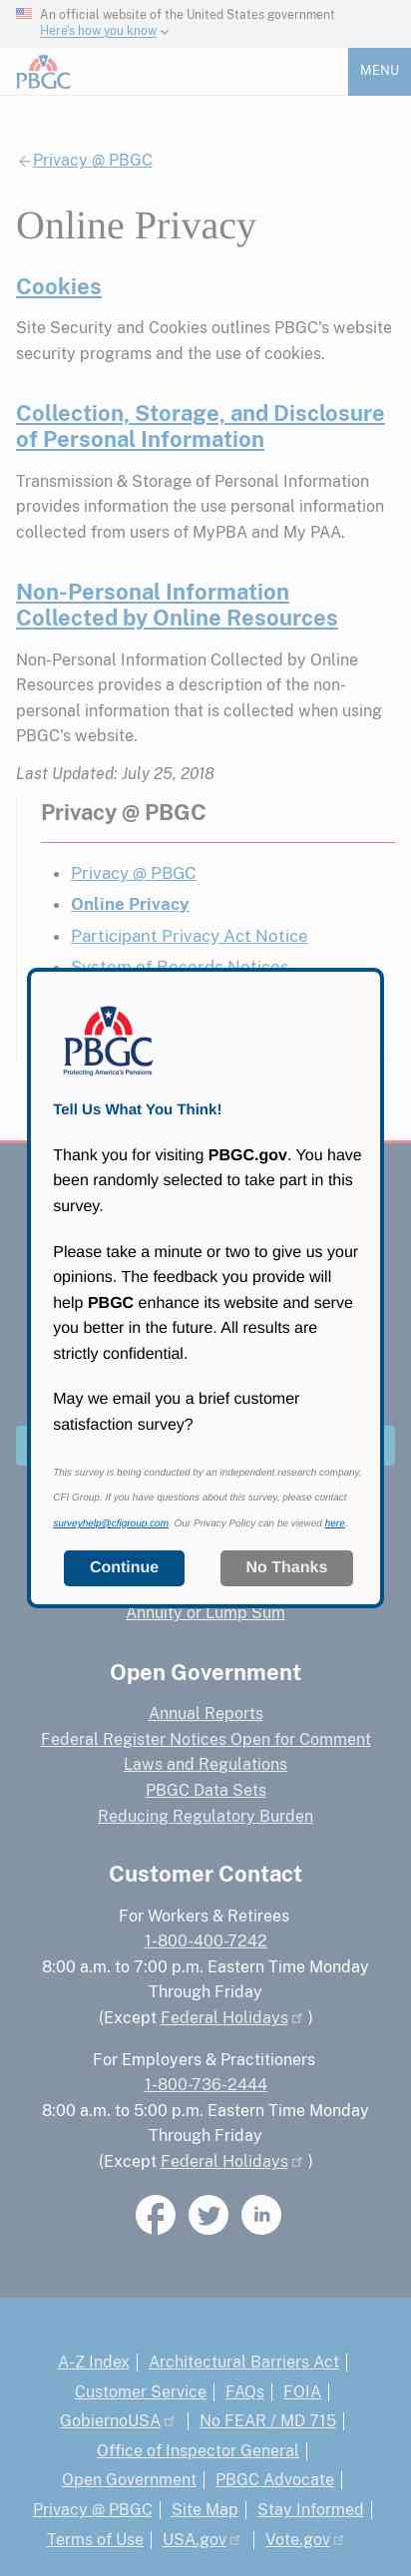 An official website of the United States government
Here's how you know
PBGC
MENU
Privacy @ PBGC
Online Privacy
Cookies
Site Security and Cookies outlines PBGC's website
security programs and the use of cookies.
Collection, Storage, and Disclosure
of Personal Information
Transmission & Storage of Personal Information
provides information the use personal information
collected from users of MyPBA and My PAA.
Non-Personal Information
Collected by Online Resources
Non-Personal Information Collected by Online
Resources provides a description of the non-
personal information that is collected when using
PBGC's website.
Last Updated: July 25, 2018
Privacy @ PBGC
Privacy @ PBGC
Online Privacy
Participant Privacy Act Notice
System of Records Notices
PBGC
Protecting America's Pensions
Tell Us What You Think!
Thank you for visiting PBGC.gov. You have
been randomly selected to take part in this
survey.
Please take a minute or two to give us your
opinions. The feedback you provide will
help PBGC enhance its website and serve
you better in the future. All results are
strictly confidential.
May we email you a brief customer
satisfaction survey?
This survey is being conducted by an independent research company,
CFI Group. If you have questions about this survey, please contact
surveyhelp@cfigroup.com. Our Privacy Policy can be viewed here.
Continue No Thanks
Annuity or Lump Sum
Open Government
Annual Reports
Federal Register Notices Open for Comment
Laws and Regulations
PBGC Data Sets
Reducing Regulatory Burden
Customer Contact
For Workers & Retirees
1-800-400-7242
8:00 a.m. to 7:00 p.m. Eastern Time Monday
Through Friday
(Except Federal Holidays )
For Employers & Practitioners
1-800-736-2444
8:00 a.m. to 5:00 p.m. Eastern Time Monday
Through Friday
(Except Federal Holidays )
A-Z Index | Architectural Barriers Act |
Customer Service | FAQs | FOIA |
GobiernoUSA | No FEAR / MD 715 |
Office of Inspector General |
Open Government | PBGC Advocate |
Privacy @ PBGC | Site Map | Stay Informed |
Terms of Use | USA.gov | Vote.gov